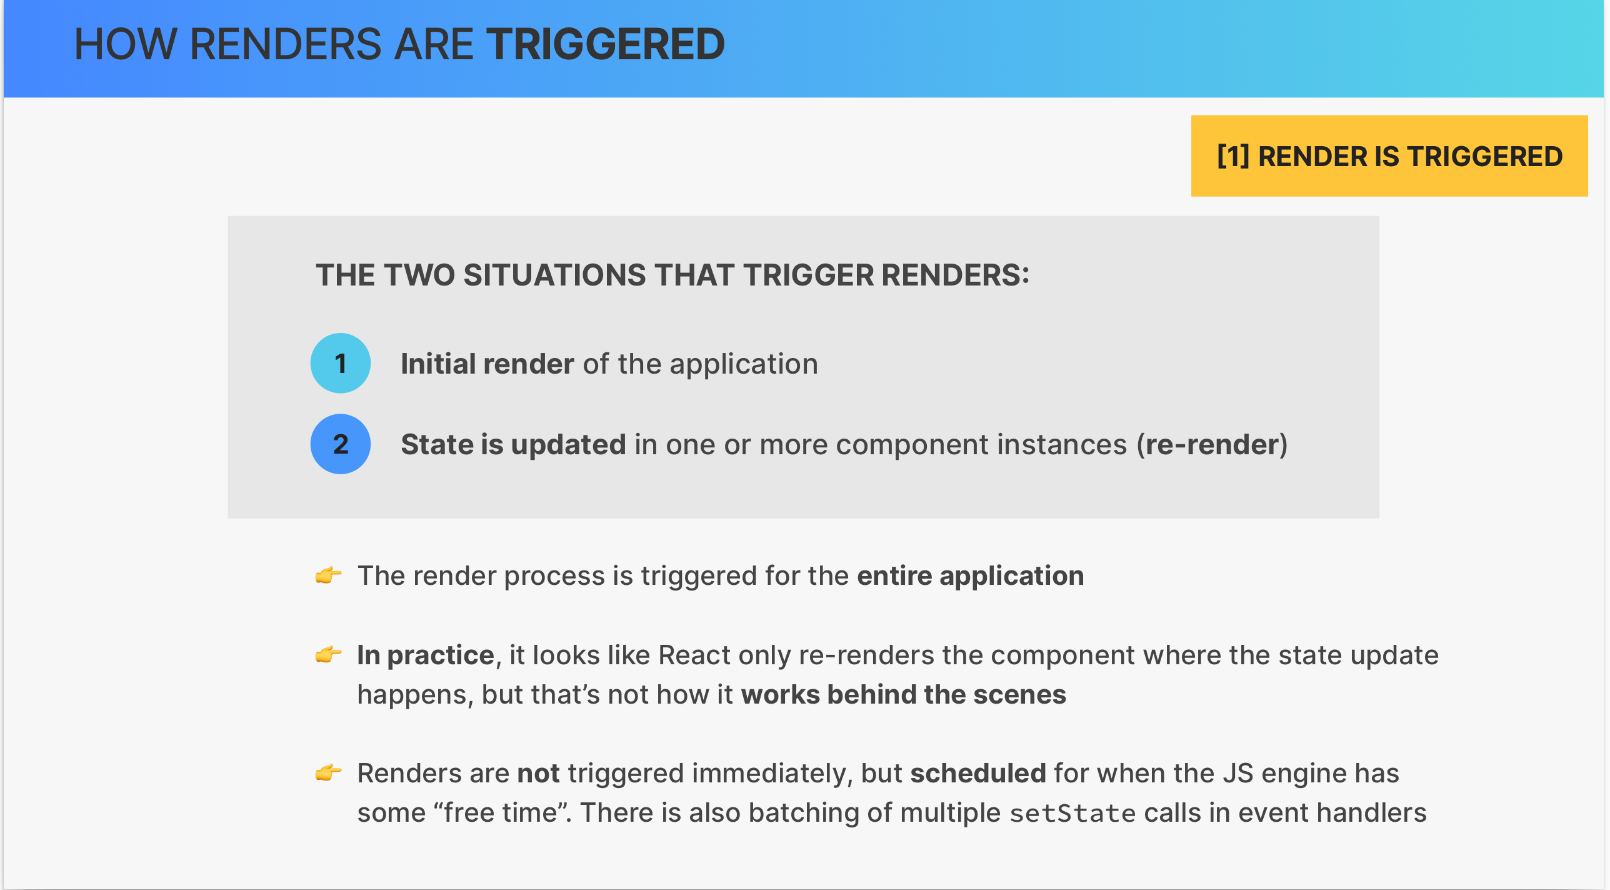 HOW RENDERS ARE TRIGGERED
[1] RENDER IS TRIGGERED
THE TWO SITUATIONS THAT TRIGGER RENDERS:
1 Initial render of the application
2 State is updated in one or more component instances (re-render)
👉 The render process is triggered for the entire application
👉 In practice, it looks like React only re-renders the component where the state update
happens, but that’s not how it works behind the scenes
👉 Renders are not triggered immediately, but scheduled for when the JS engine has
some “free time”. There is also batching of multiple setState calls in event handlers